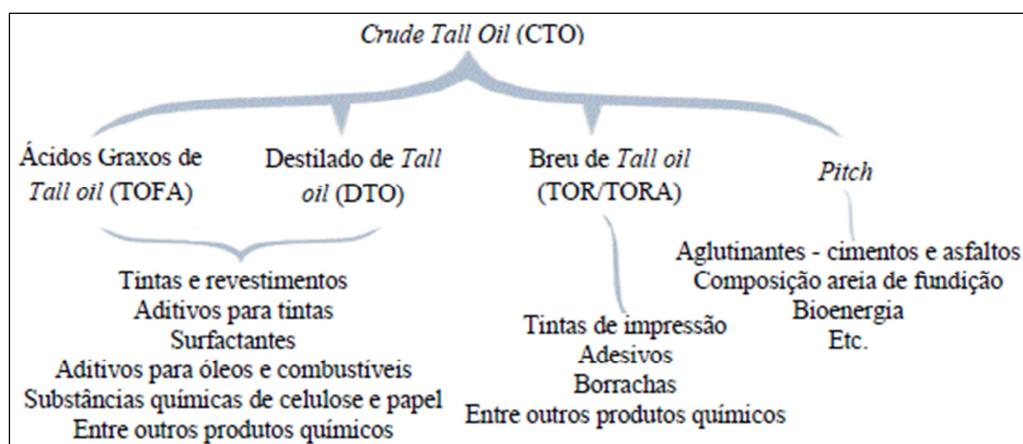 Crude Tall Oil (CTO)
Ácidos Graxos de
Tall oil (TOFA)
Destilado de Tall
oil (DTO)
Breu de Tall oil
(TOR/TORA)
Pitch
Tintas e revestimentos
Aditivos para tintas
Surfactantes
Aditivos para óleos e combustíveis
Substâncias químicas de celulose e papel
Entre outros produtos químicos
Tintas de impressão
Adesivos
Borrachas
Entre outros produtos químicos
Aglutinantes - cimentos e asfaltos
Composição areia de fundição
Bioenergia
Etc.